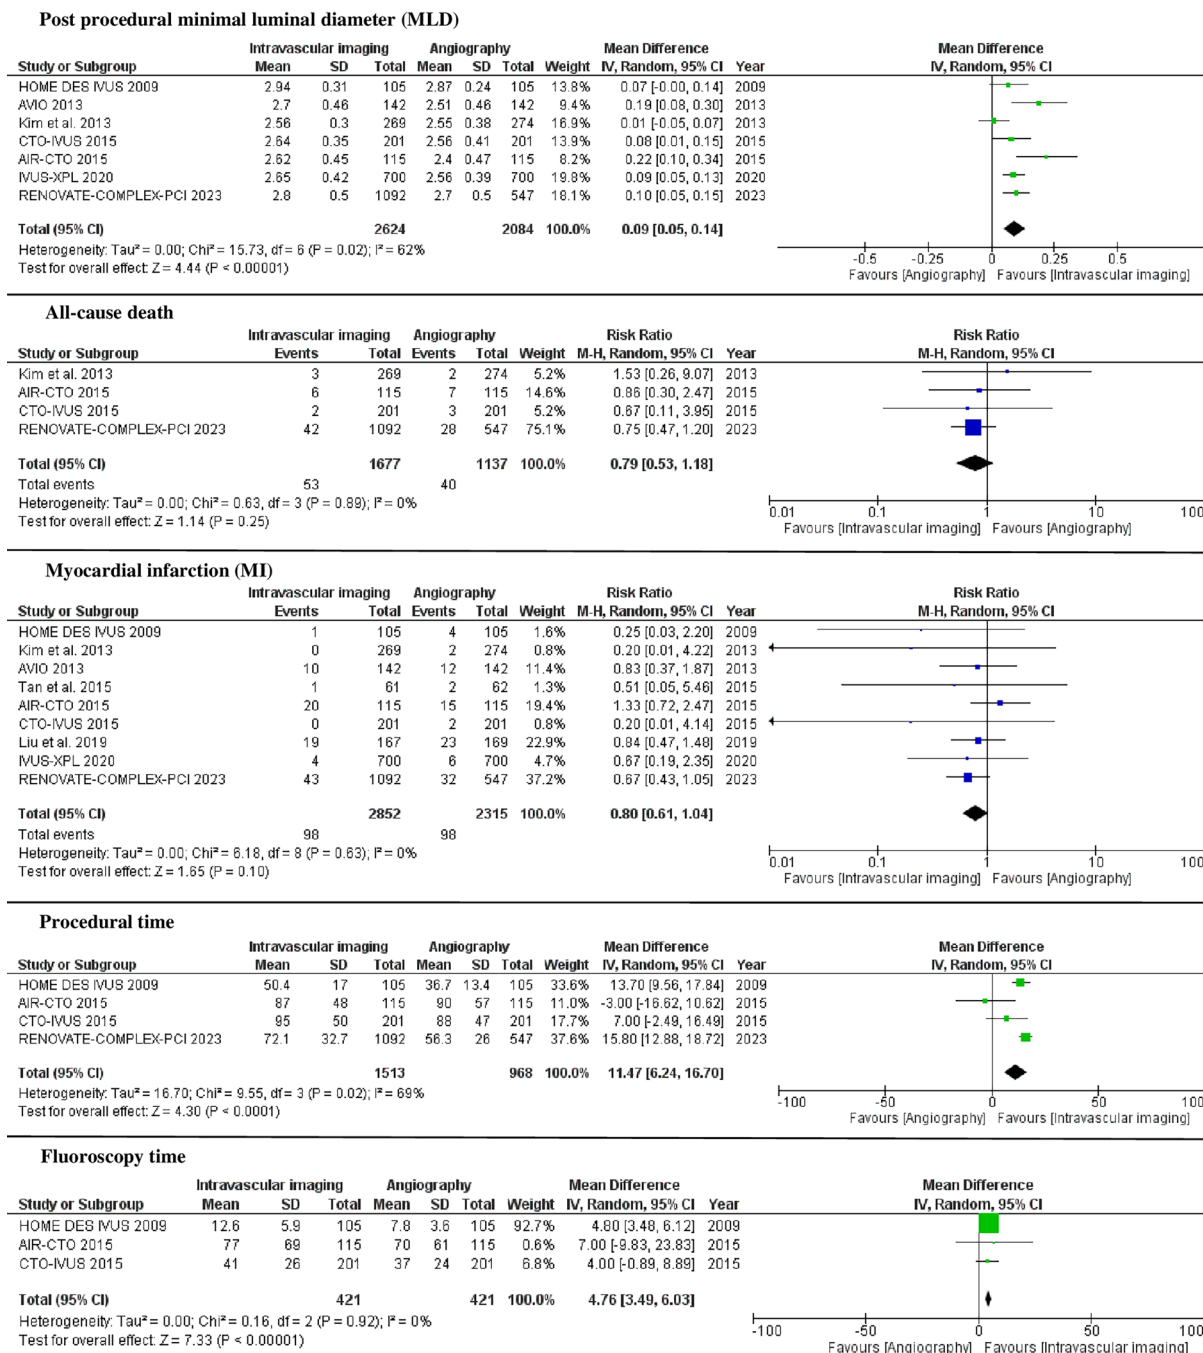 Post procedural minimal luminal diameter (MLD)
Intravascular imaging Angiography Mean Difference Mean Difference
Study or Subgroup Mean SD Total Mean SD Total Weight IV, Random, 95% CI Year IV, Random, 95% CI
HOME DES IVUS 2009 2.94 0.31 105 2.87 0.24 105 13.8% 0.07 [-0.00, 0.14] 2009
AVIO 2013 2.7 0.46 142 2.51 0.46 142 9.4% 0.19 [0.08, 0.30] 2013
Kim et al. 2013 2.56 0.3 269 2.55 0.38 274 16.9% 0.01 [-0.05, 0.07] 2013
CTO-IVUS 2015 2.64 0.35 201 2.56 0.41 201 13.9% 0.08 [0.01, 0.15] 2015
AIR-CTO 2015 2.62 0.45 115 2.4 0.47 115 8.2% 0.22 [0.10, 0.34] 2015
IVUS-XPL 2020 2.65 0.42 700 2.56 0.39 700 19.8% 0.09 [0.05, 0.13] 2020
RENOVATE-COMPLEX-PCI 2023 2.8 0.5 1092 2.7 0.5 547 18.1% 0.10 [0.05, 0.15] 2023
Total (95% CI) 2624 2084 100.0% 0.09 [0.05, 0.14]
Heterogeneity: Tau² = 0.00; Chi² = 15.73, df = 6 (P = 0.02); I² = 62%
Test for overall effect: Z = 4.44 (P < 0.00001)
-0.5 -0.25 0 0.25 0.5
Favours [Angiography] Favours [Intravascular imaging]
All-cause death
Intravascular imaging Angiography Risk Ratio Risk Ratio
Study or Subgroup Events Total Events Total Weight M-H, Random, 95% CI Year M-H, Random, 95% CI
Kim et al. 2013 3 269 2 274 5.2% 1.53 [0.26, 9.07] 2013
AIR-CTO 2015 6 115 7 115 14.6% 0.86 [0.30, 2.47] 2015
CTO-IVUS 2015 2 201 3 201 5.2% 0.67 [0.11, 3.95] 2015
RENOVATE-COMPLEX-PCI 2023 42 1092 28 547 75.1% 0.75 [0.47, 1.20] 2023
Total (95% CI) 1677 1137 100.0% 0.79 [0.53, 1.18]
Total events 53 40
Heterogeneity: Tau² = 0.00; Chi² = 0.63, df = 3 (P = 0.89); I² = 0%
Test for overall effect: Z = 1.14 (P = 0.25)
0.01 0.1 1 10 100
Favours [Intravascular imaging] Favours [Angiography]
Myocardial infarction (MI)
Intravascular imaging Angiography Risk Ratio Risk Ratio
Study or Subgroup Events Total Events Total Weight M-H, Random, 95% CI Year M-H, Random, 95% CI
HOME DES IVUS 2009 1 105 4 105 1.6% 0.25 [0.03, 2.20] 2009
Kim et al. 2013 0 269 2 274 0.8% 0.20 [0.01, 4.22] 2013
AVIO 2013 10 142 12 142 11.4% 0.83 [0.37, 1.87] 2013
Tan et al. 2015 1 61 2 62 1.3% 0.51 [0.05, 5.46] 2015
AIR-CTO 2015 20 115 15 115 19.4% 1.33 [0.72, 2.47] 2015
CTO-IVUS 2015 0 201 2 201 0.8% 0.20 [0.01, 4.14] 2015
Liu et al. 2019 19 167 23 169 22.9% 0.84 [0.47, 1.48] 2019
IVUS-XPL 2020 4 700 6 700 4.7% 0.67 [0.19, 2.35] 2020
RENOVATE-COMPLEX-PCI 2023 43 1092 32 547 37.2% 0.67 [0.43, 1.05] 2023
Total (95% CI) 2852 2315 100.0% 0.80 [0.61, 1.04]
Total events 98 98
Heterogeneity: Tau² = 0.00; Chi² = 6.18, df = 8 (P = 0.63); I² = 0%
Test for overall effect: Z = 1.65 (P = 0.10)
0.01 0.1 1 10 100
Favours [Intravascular imaging] Favours [Angiography]
Procedural time
Intravascular imaging Angiography Mean Difference Mean Difference
Study or Subgroup Mean SD Total Mean SD Total Weight IV, Random, 95% CI Year IV, Random, 95% CI
HOME DES IVUS 2009 50.4 17 105 36.7 13.4 105 33.6% 13.70 [9.56, 17.84] 2009
AIR-CTO 2015 87 48 115 90 57 115 11.0% -3.00 [-16.62, 10.62] 2015
CTO-IVUS 2015 95 50 201 88 47 201 17.7% 7.00 [-2.49, 16.49] 2015
RENOVATE-COMPLEX-PCI 2023 72.1 32.7 1092 56.3 26 547 37.6% 15.80 [12.88, 18.72] 2023
Total (95% CI) 1513 968 100.0% 11.47 [6.24, 16.70]
Heterogeneity: Tau² = 16.70; Chi² = 9.55, df = 3 (P = 0.02); I² = 69%
Test for overall effect: Z = 4.30 (P < 0.0001)
-100 -50 0 50 100
Favours [Angiography] Favours [Intravascular imaging]
Fluoroscopy time
Intravascular imaging Angiography Mean Difference Mean Difference
Study or Subgroup Mean SD Total Mean SD Total Weight IV, Random, 95% CI Year IV, Random, 95% CI
HOME DES IVUS 2009 12.6 5.9 105 7.8 3.6 105 92.7% 4.80 [3.48, 6.12] 2009
AIR-CTO 2015 77 69 115 70 61 115 0.6% 7.00 [-9.83, 23.83] 2015
CTO-IVUS 2015 41 26 201 37 24 201 6.8% 4.00 [-0.89, 8.89] 2015
Total (95% CI) 421 421 100.0% 4.76 [3.49, 6.03]
Heterogeneity: Tau² = 0.00; Chi² = 0.16, df = 2 (P = 0.92); I² = 0%
Test for overall effect: Z = 7.33 (P < 0.00001)
-100 -50 0 50 100
Favours [Angiography] Favours [Intravascular imaging]